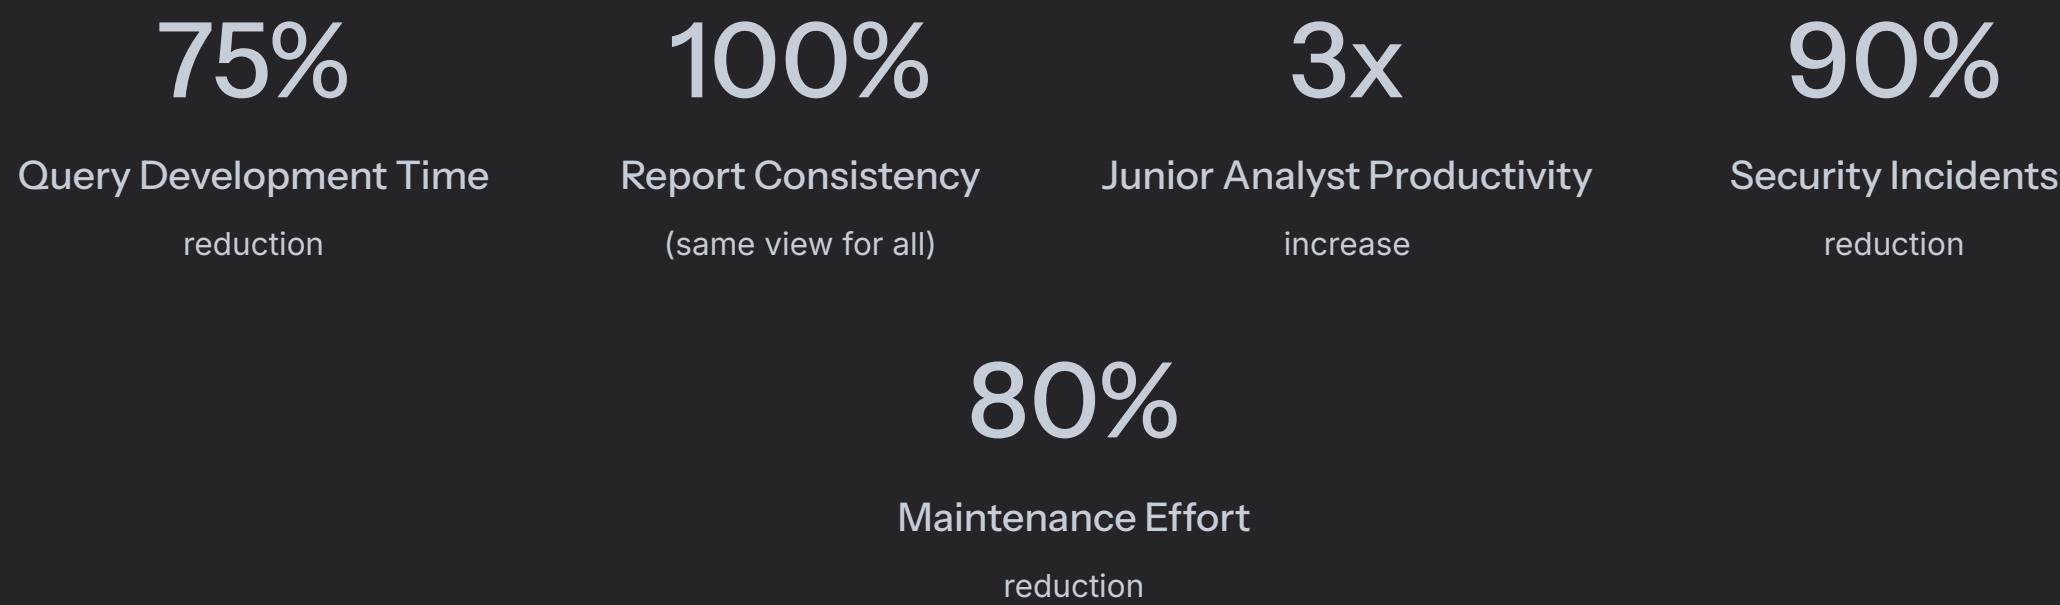 75%
100%
3x
90%
Query Development Time
Report Consistency
Junior Analyst Productivity
Security Incidents
reduction
(same view for all)
increase
reduction
80%
Maintenance Effort
reduction